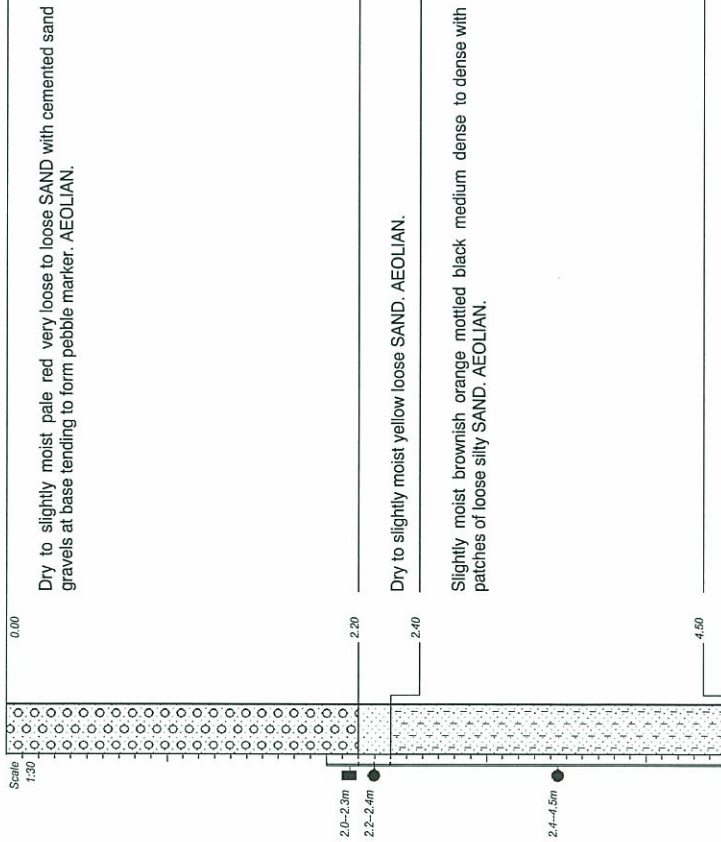 Scale
1:30
0.00
Dry to slightly moist pale red very loose to loose SAND with cemented sand
gravels at base tending to form pebble marker. AEOLIAN.
2.0–2.3m
2.20
2.2–2.4m
Dry to slightly moist yellow loose SAND. AEOLIAN.
2.40
Slightly moist brownish orange mottled black medium dense to dense with
patches of loose silty SAND. AEOLIAN.
2.4–4.5m
4.50